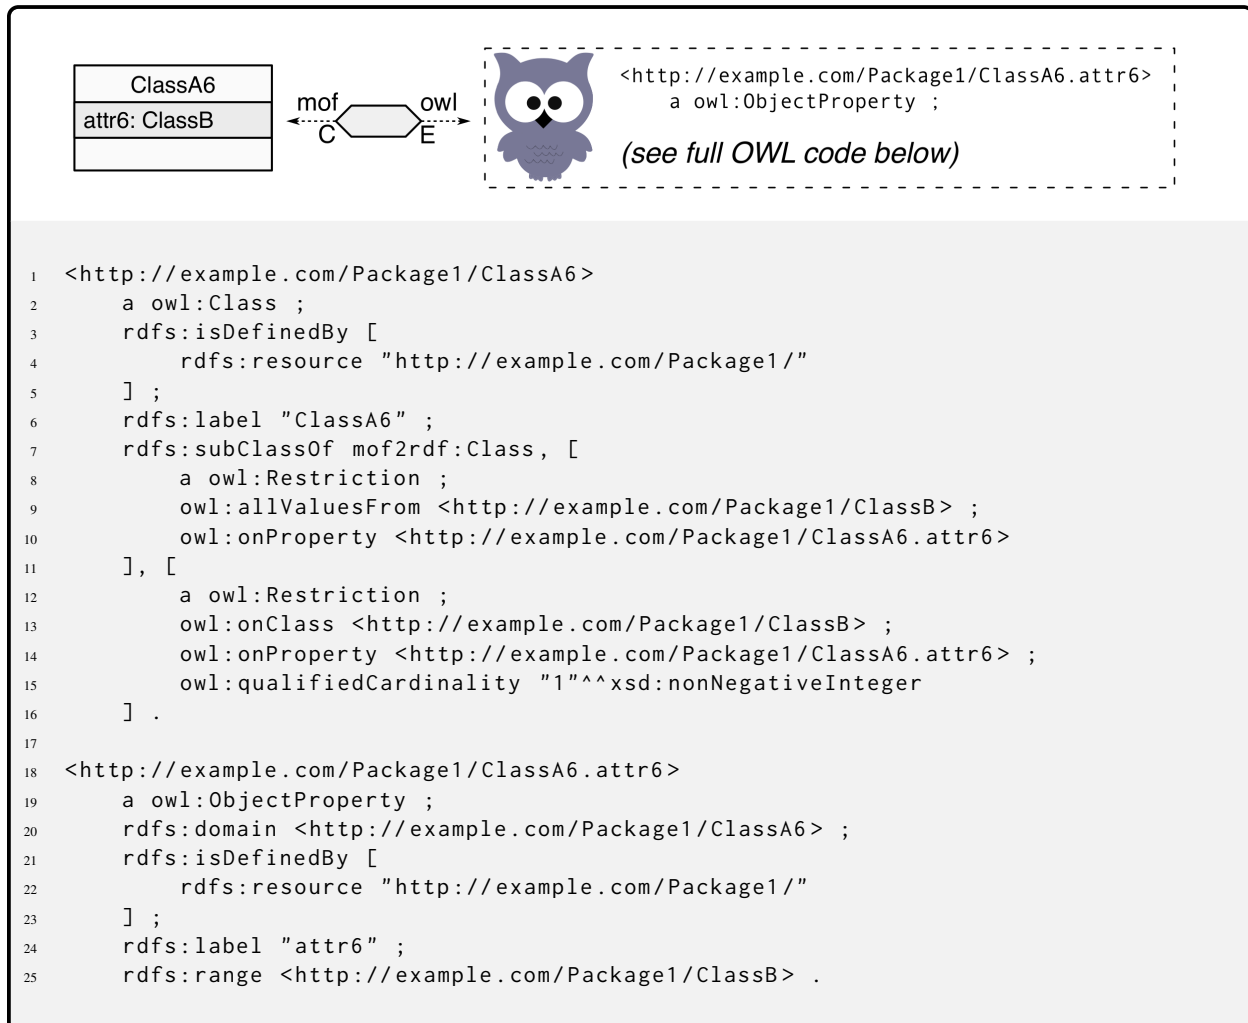 ClassA6
attr6: ClassB
mof
C
owl
E
<http://example.com/Package1/ClassA6.attr6>
    a owl:ObjectProperty ;
(see full OWL code below)
1 <http://example.com/Package1/ClassA6>
2     a owl:Class ;
3     rdfs:isDefinedBy [
4         rdfs:resource "http://example.com/Package1/"
5     ] ;
6     rdfs:label "ClassA6" ;
7     rdfs:subClassOf mof2rdf:Class, [
8         a owl:Restriction ;
9         owl:allValuesFrom <http://example.com/Package1/ClassB> ;
10         owl:onProperty <http://example.com/Package1/ClassA6.attr6>
11     ], [
12         a owl:Restriction ;
13         owl:onClass <http://example.com/Package1/ClassB> ;
14         owl:onProperty <http://example.com/Package1/ClassA6.attr6> ;
15         owl:qualifiedCardinality "1"^^xsd:nonNegativeInteger
16     ] .
17
18 <http://example.com/Package1/ClassA6.attr6>
19     a owl:ObjectProperty ;
20     rdfs:domain <http://example.com/Package1/ClassA6> ;
21     rdfs:isDefinedBy [
22         rdfs:resource "http://example.com/Package1/"
23     ] ;
24     rdfs:label "attr6" ;
25     rdfs:range <http://example.com/Package1/ClassB> .